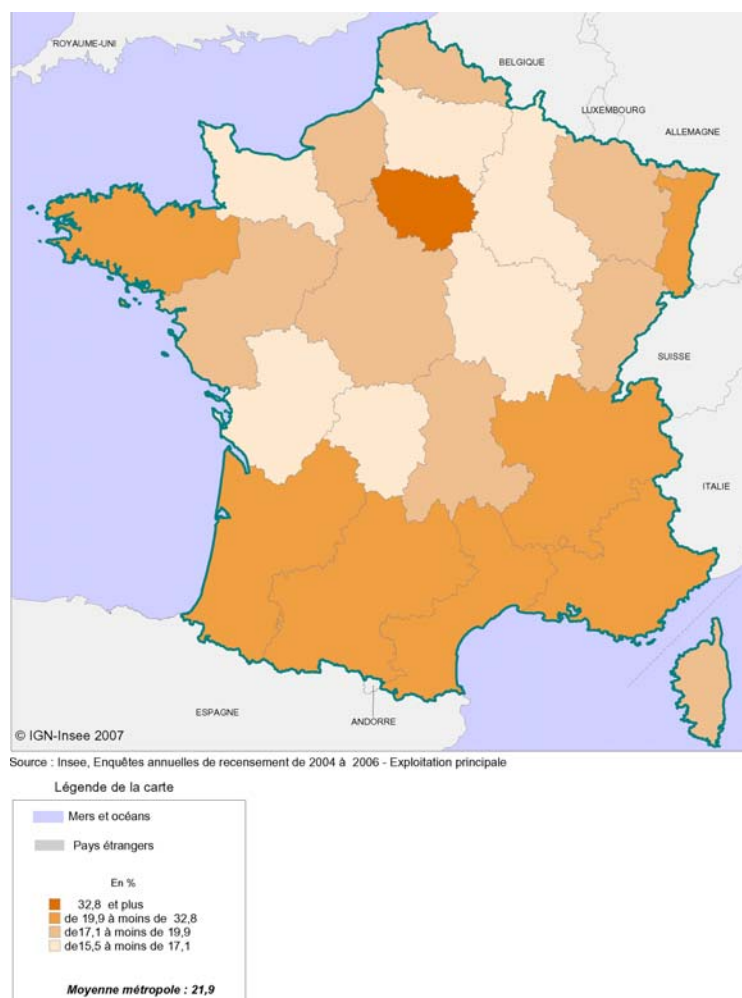 ROYAUME-UNI
BELGIQUE
LUXEMBOURG
ALLEMAGNE
SUISSE
ITALIE
ESPAGNE
ANDORRE
© IGN-Insee 2007
Source : Insee, Enquêtes annuelles de recensement de 2004 à 2006 - Exploitation principale
Légende de la carte
Mers et océans
Pays étrangers
En %
32,8 et plus
de 19,9 à moins de 32,8
de17,1 à moins de 19,9
de15,5 à moins de 17,1
Moyenne métropole : 21,9